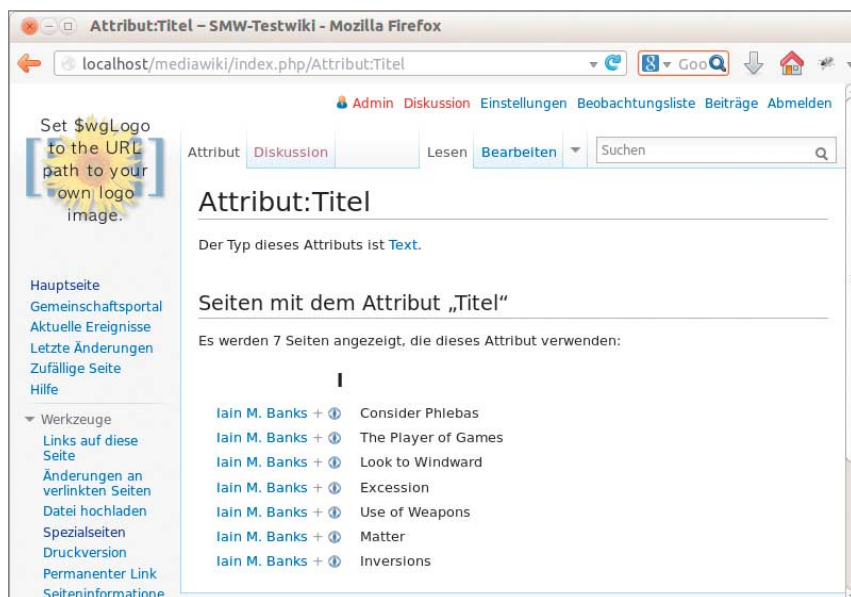 Attribut:Titel – SMW-Testwiki - Mozilla Firefox
localhost/mediawiki/index.php/Attribut:Titel
8 Goo
Admin Diskussion Einstellungen Beobachtungsliste Beiträge Abmelden
Set $wgLogo
to the URL
path to your
own logo
image.
Attribut Diskussion Lesen Bearbeiten Suchen
Attribut:Titel
Der Typ dieses Attributs ist Text.
Seiten mit dem Attribut „Titel“
Es werden 7 Seiten angezeigt, die dieses Attribut verwenden:
I
Iain M. Banks + Consider Phlebas
Iain M. Banks + The Player of Games
Iain M. Banks + Look to Windward
Iain M. Banks + Excession
Iain M. Banks + Use of Weapons
Iain M. Banks + Matter
Iain M. Banks + Inversions
Hauptseite
Gemeinschaftsportal
Aktuelle Ereignisse
Letzte Änderungen
Zufällige Seite
Hilfe
Werkzeuge
Links auf diese
Seite
Änderungen an
verlinkten Seiten
Datei hochladen
Spezialseiten
Druckversion
Permanenter Link
Seiteninformatione